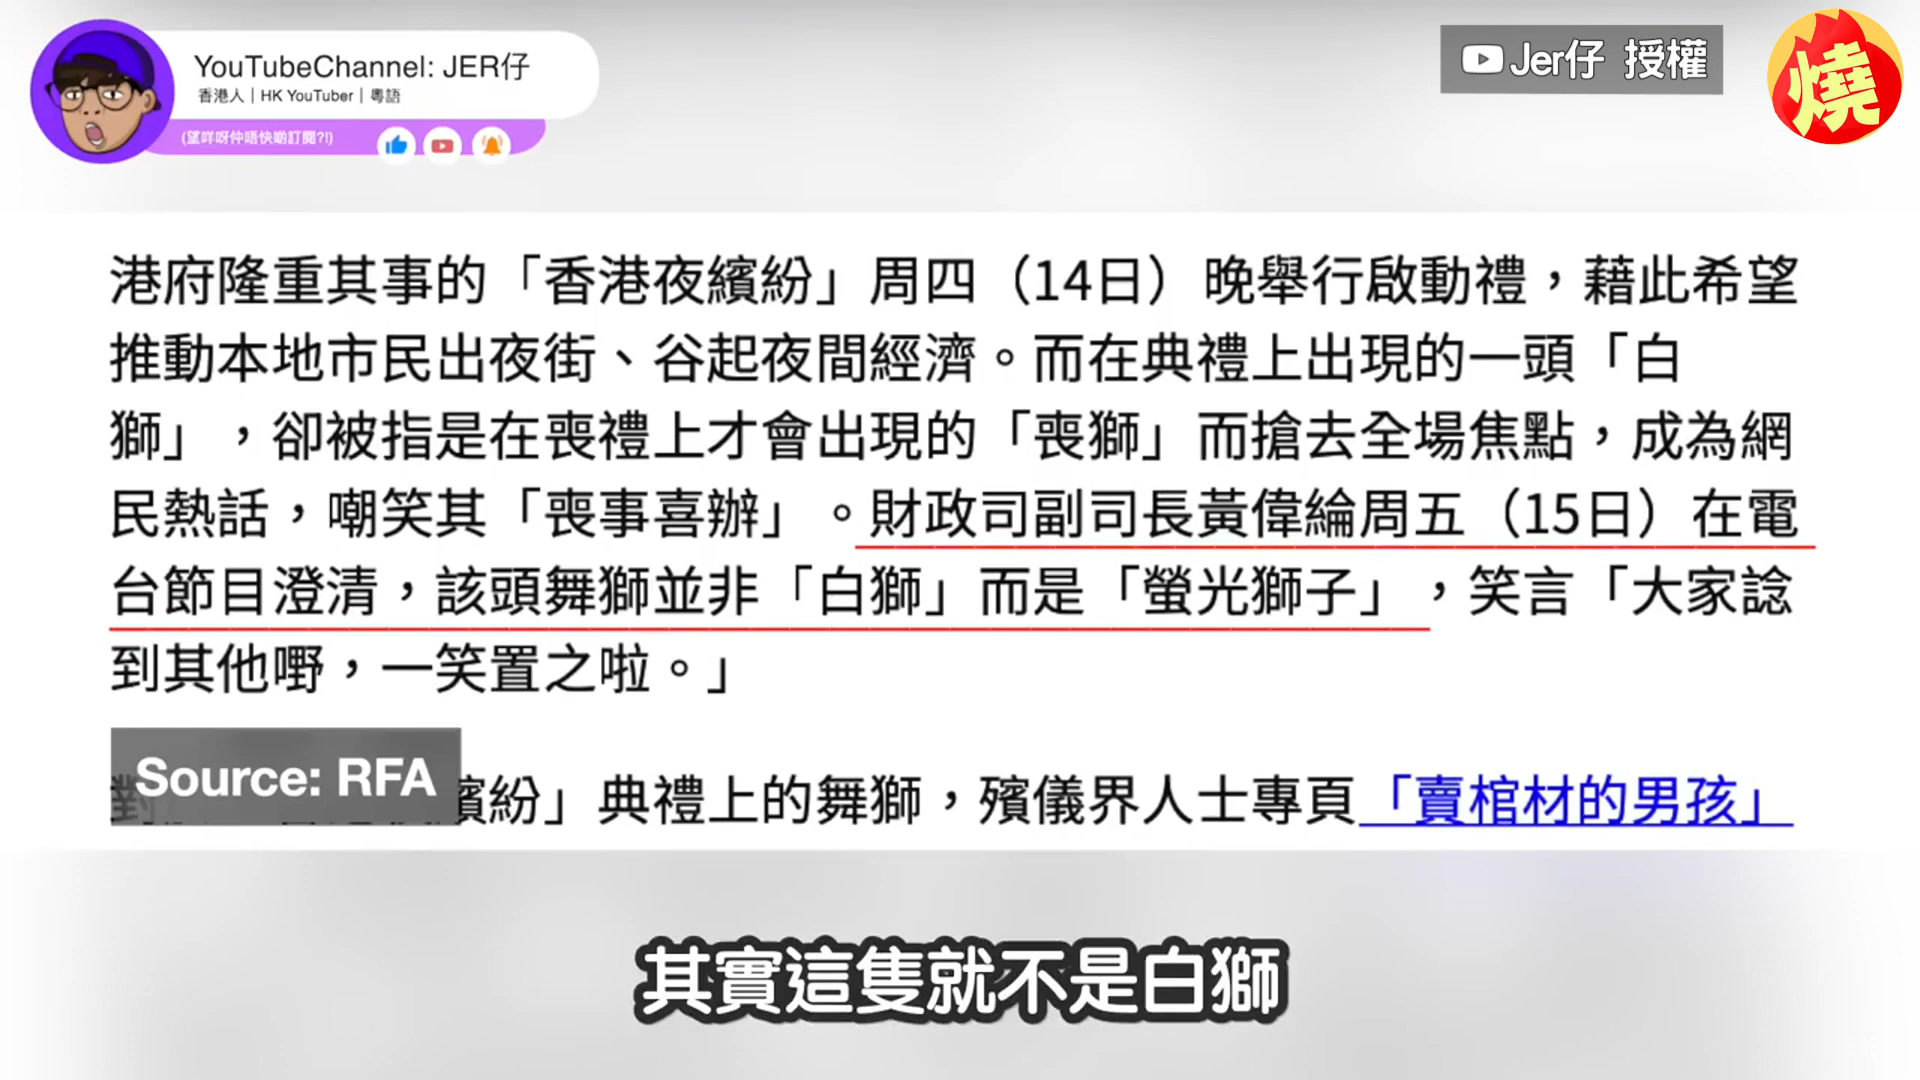 YouTubeChannel: JER仔
香港人｜HK YouTuber｜粵語
(望咩呀仲唔快啲訂閱?!)
Jer仔 授權
燒
港府隆重其事的「香港夜繽紛」周四（14日）晚舉行啟動禮，藉此希望
推動本地市民出夜街、谷起夜間經濟。而在典禮上出現的一頭「白
獅」，卻被指是在喪禮上才會出現的「喪獅」而搶去全場焦點，成為網
民熱話，嘲笑其「喪事喜辦」。財政司副司長黃偉綸周五（15日）在電
台節目澄清，該頭舞獅並非「白獅」而是「螢光獅子」，笑言「大家諗
到其他嘢，一笑置之啦。」
Source: RFA
繽紛」典禮上的舞獅，殯儀界人士專頁「賣棺材的男孩」
其實這隻就不是白獅